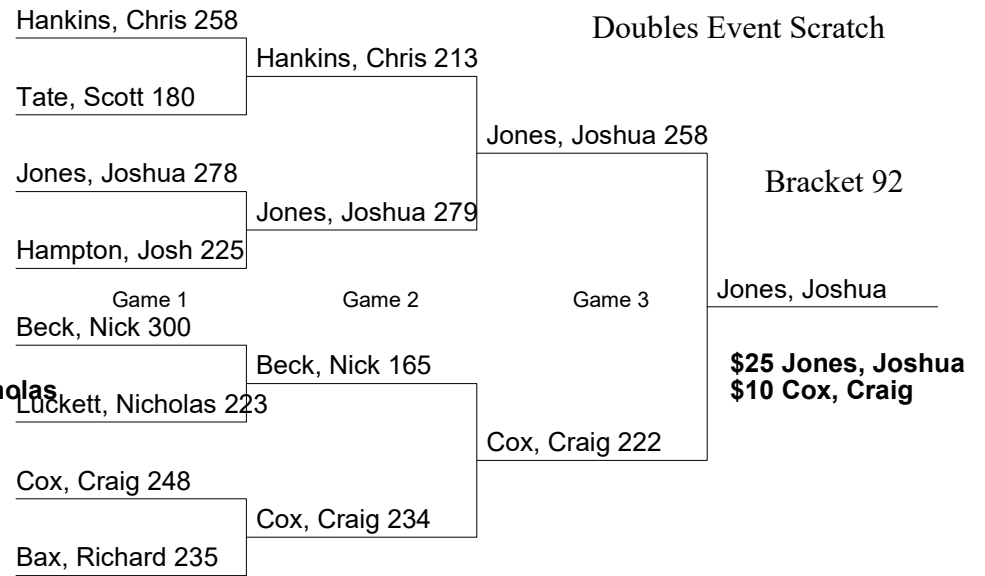 Hankins, Chris 258
Doubles Event Scratch
Hankins, Chris 213
Tate, Scott 180
Jones, Joshua 258
Jones, Joshua 278
Bracket 92
Jones, Joshua 279
Hampton, Josh 225
Game 1
Game 2
Game 3
Jones, Joshua
Beck, Nick 300
Beck, Nick 165
$25 Jones, Joshua
$10 Cox, Craig
Luckett, Nicholas 223
Cox, Craig 222
Cox, Craig 248
Cox, Craig 234
Bax, Richard 235